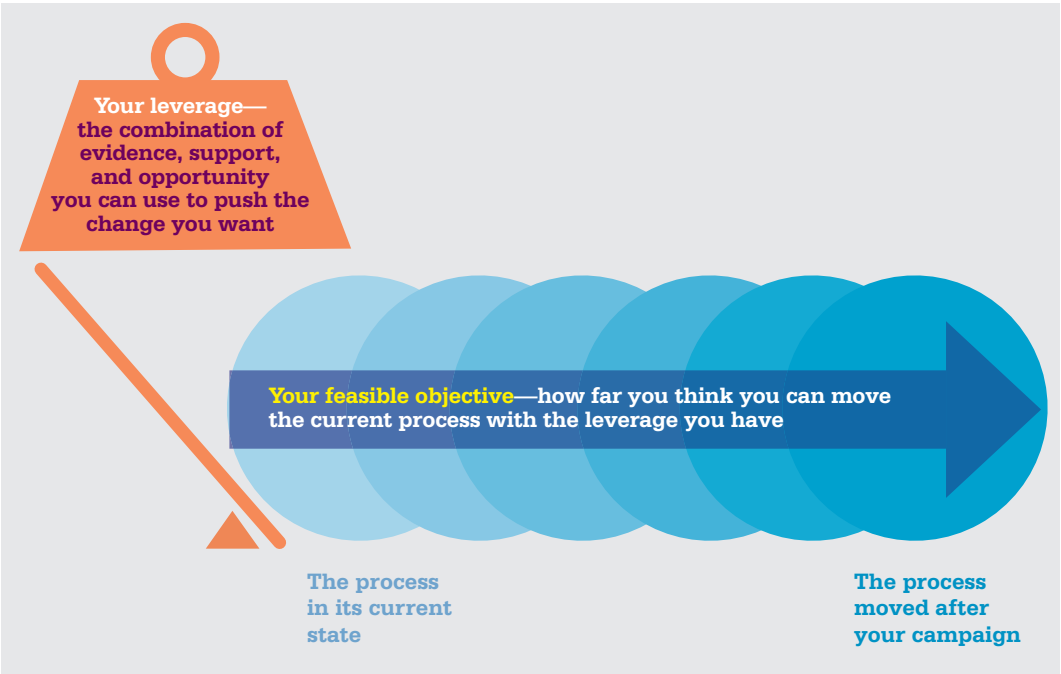 Your leverage—
the combination of
evidence, support,
and opportunity
you can use to push the
change you want
Your feasible objective—how far you think you can move
the current process with the leverage you have
The process
in its current
state
The process
moved after
your campaign